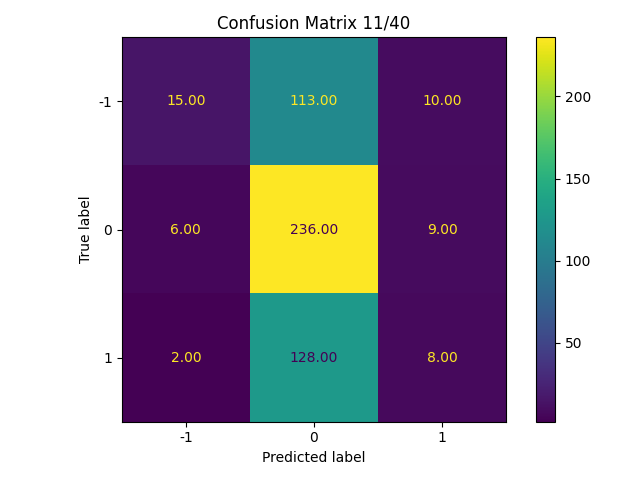 Confusion Matrix 11/40
True label
-1
15.00 113.00 10.00
0
6.00 236.00 9.00
1
2.00 128.00 8.00
-1 0 1
Predicted label
200
150
100
50